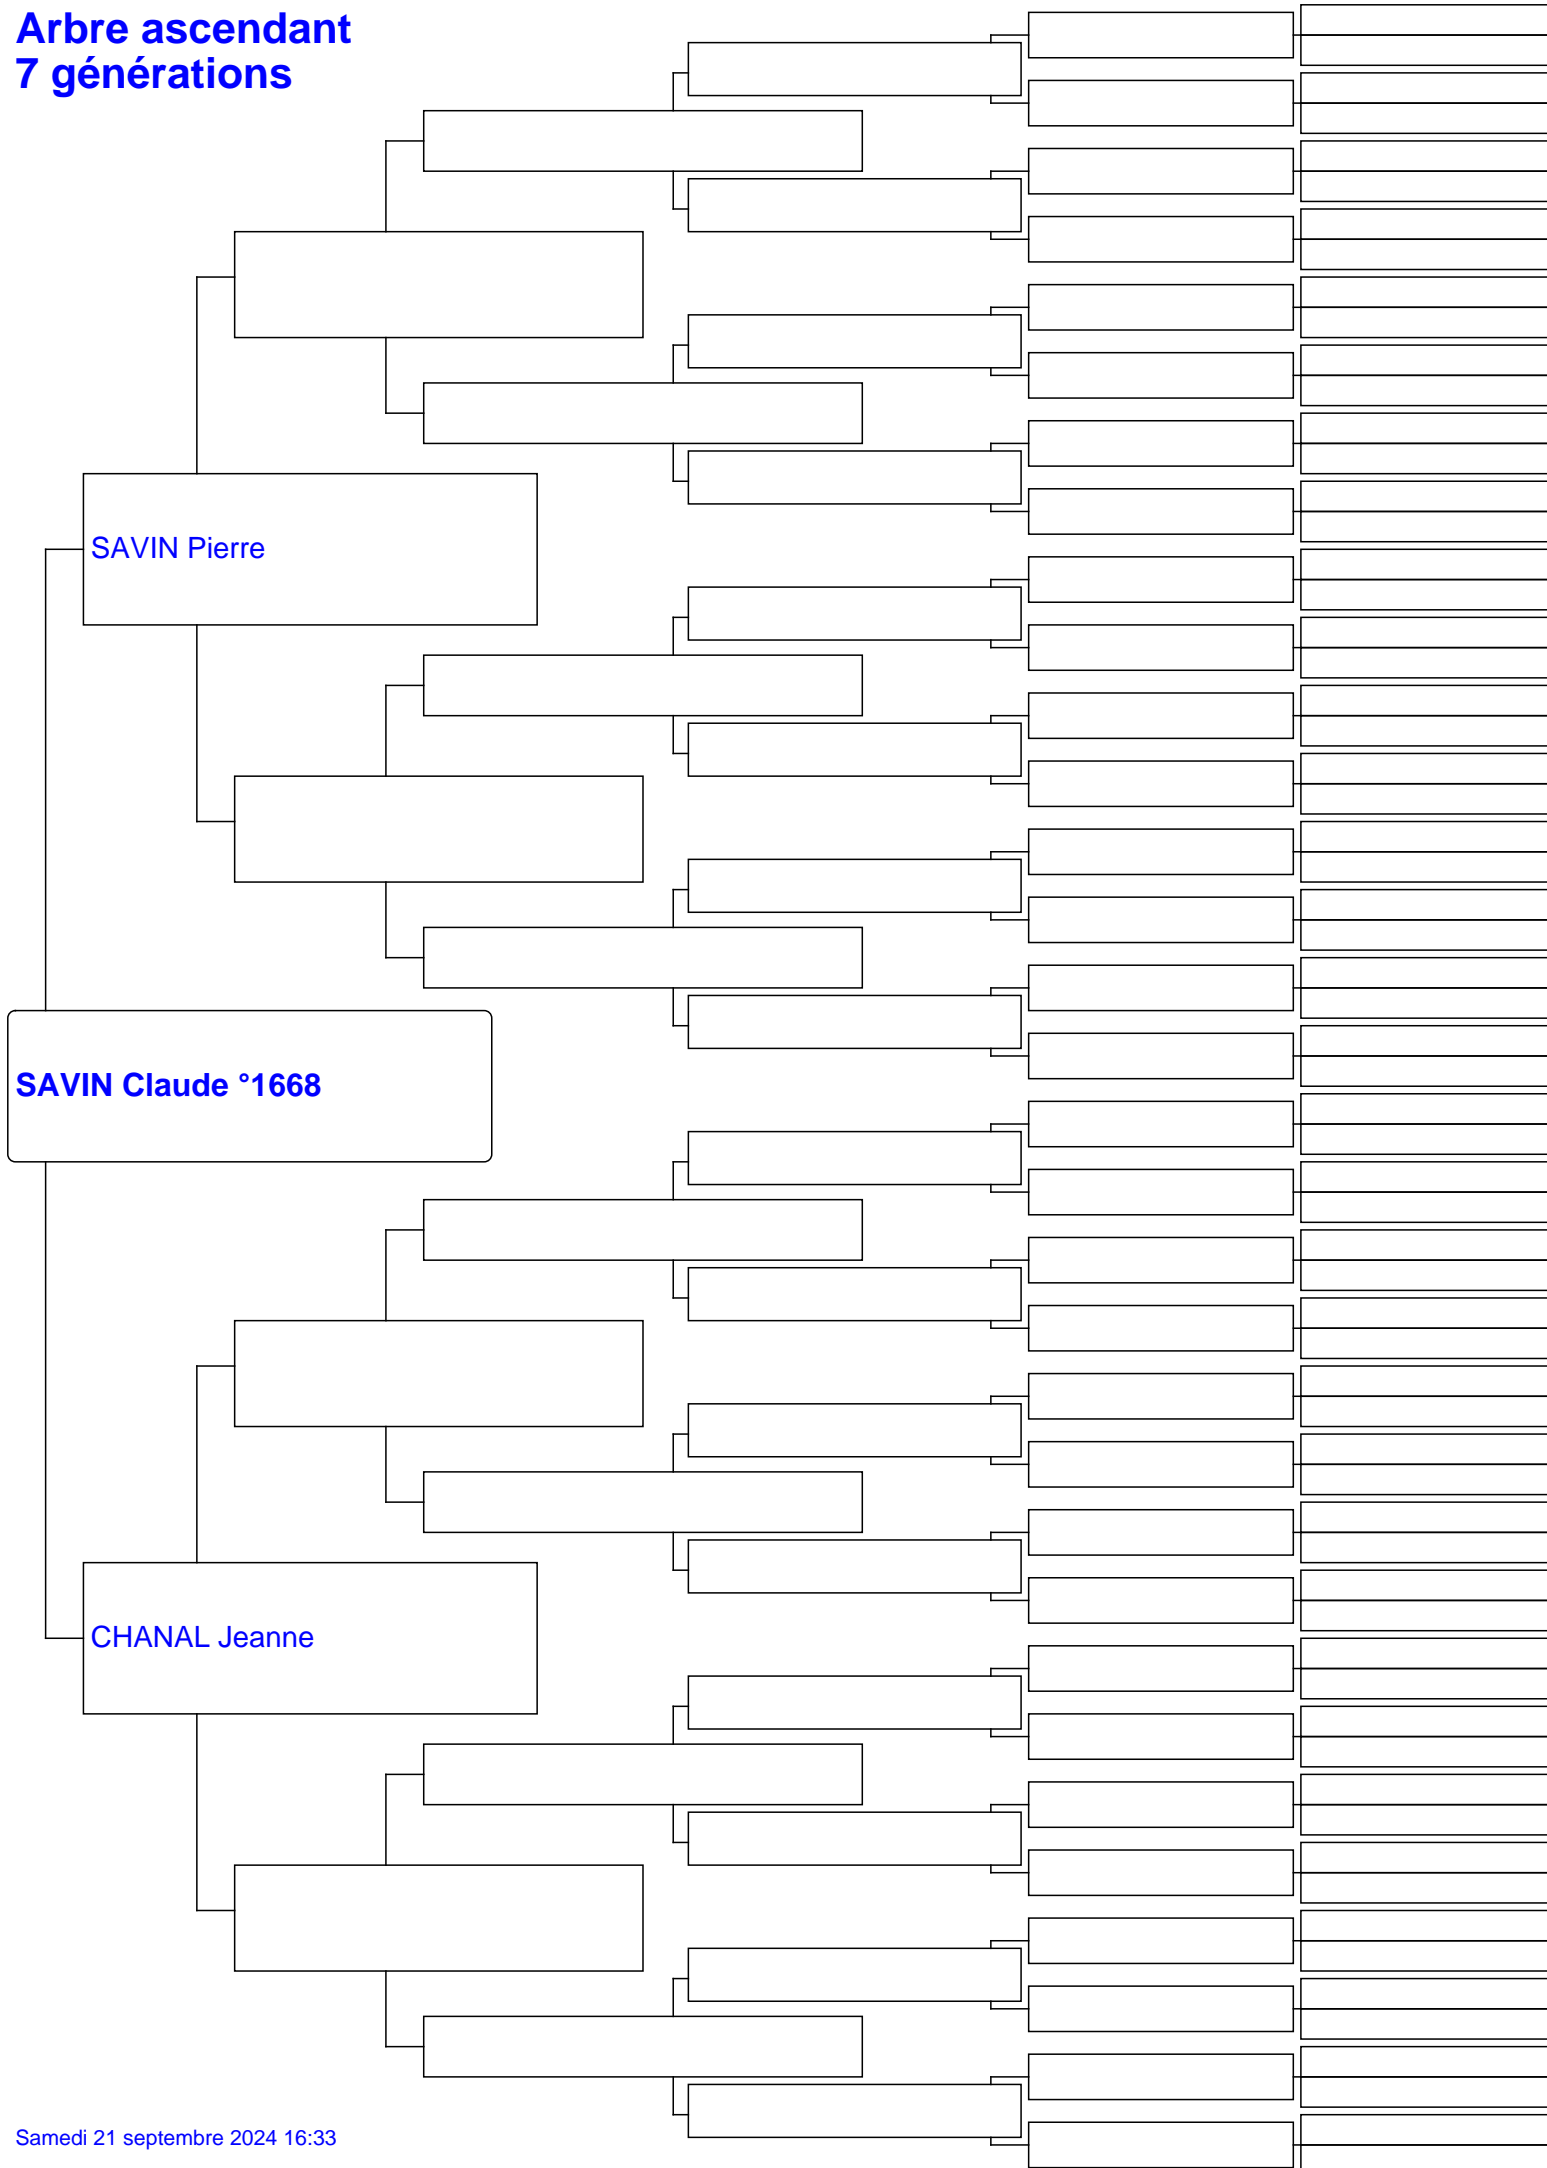 Arbre ascendant
7 générations
SAVIN Pierre
SAVIN Claude °1668
CHANAL Jeanne
Samedi 21 septembre 2024 16:33